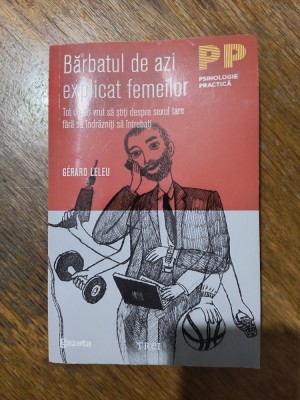 Bărbatul de azi
explicat femeilor
PP
PSIHOLOGIE
PRACTICĂ
Tot ce ați vrut să știți despre sexul tare
fără să îndrăzniți să întrebați
GÉRARD LELEU
gazeta
TREI